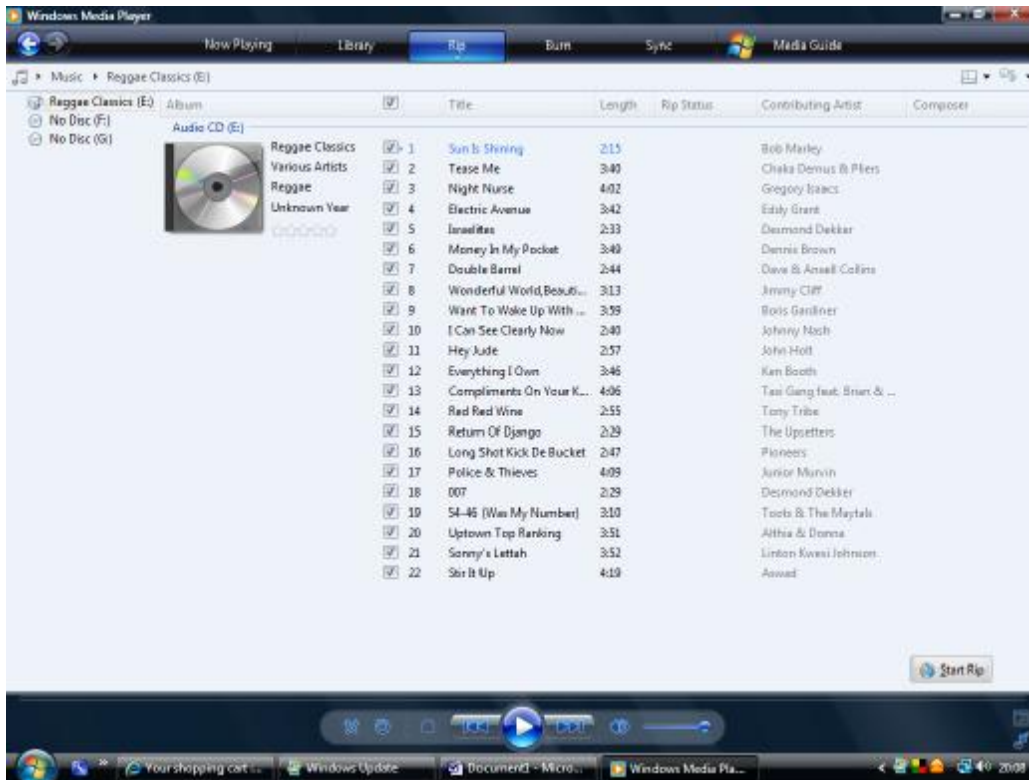 Windows Media Player
Now Playing Library Rip Burn Sync Media Guide
Music Reggae Classics (E:)
Reggae Classics (E:)
No Disc (F:)
No Disc (G:)
Album Title Length Rip Status Contributing Artist Composer
Audio CD (E:)
Reggae Classics
Various Artists
Reggae
Unknown Year
1 Sun Is Shining 2:15 Bob Marley
2 Tease Me 3:40 Chaka Demus & Pliers
3 Night Nurse 4:02 Gregory Isaacs
4 Electric Avenue 3:42 Eddy Grant
5 Israelites 2:33 Desmond Dekker
6 Money In My Pocket 3:49 Dennis Brown
7 Double Barrel 2:44 Dave & Ansell Collins
8 Wonderful World,Beauti... 3:13 Jimmy Cliff
9 Want To Wake Up With ... 3:59 Boris Gardiner
10 I Can See Clearly Now 2:40 Johnny Nash
11 Hey Jude 2:57 John Holt
12 Everything I Own 3:46 Ken Booth
13 Compliments On Your K... 4:06 Taxi Gang feat. Brian & ...
14 Red Red Wine 2:55 Tony Tribe
15 Return Of Django 2:29 The Upsetters
16 Long Shot Kick De Bucket 2:47 Pioneers
17 Police & Thieves 4:09 Junior Murvin
18 007 2:29 Desmond Dekker
19 54-46 (Was My Number) 3:10 Toots & The Maytals
20 Uptown Top Ranking 3:51 Althia & Donna
21 Sonny's Lettah 3:52 Linton Kwesi Johnson
22 Stir It Up 4:19 Aswad
Start Rip
Your shopping cart ... Windows Update Document1 - Micro... Windows Media Pla... 20:08